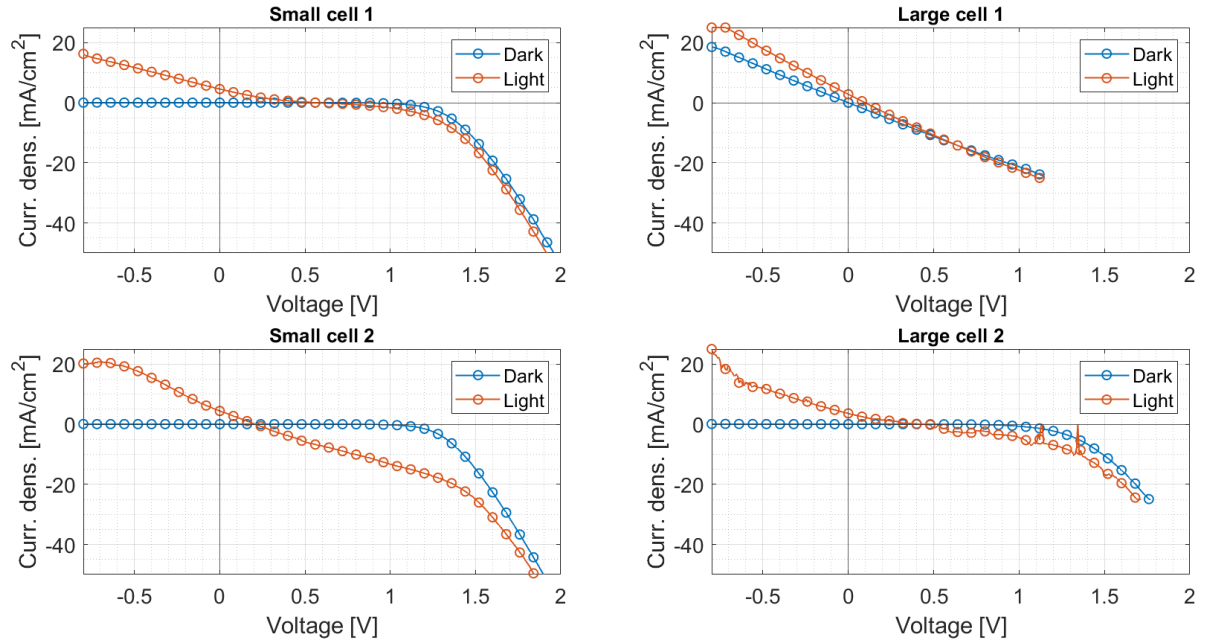 Small cell 1
Curr. dens. [mA/cm²]
20
0
-20
-40
Dark
Light
-0.5 0 0.5 1 1.5 2
Voltage [V]
Large cell 1
Curr. dens. [mA/cm²]
20
0
-20
-40
Dark
Light
-0.5 0 0.5 1 1.5 2
Voltage [V]
Small cell 2
Curr. dens. [mA/cm²]
20
0
-20
-40
Dark
Light
-0.5 0 0.5 1 1.5 2
Voltage [V]
Large cell 2
Curr. dens. [mA/cm²]
20
0
-20
-40
Dark
Light
-0.5 0 0.5 1 1.5 2
Voltage [V]